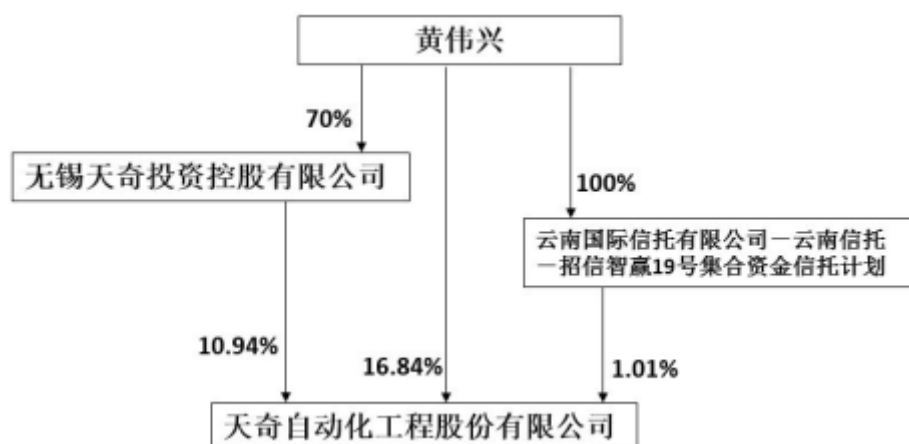 黄伟兴
70%
无锡天奇投资控股有限公司
100%
云南国际信托有限公司－云南信托
－招信智赢19号集合资金信托计划
10.94%
16.84%
1.01%
天奇自动化工程股份有限公司